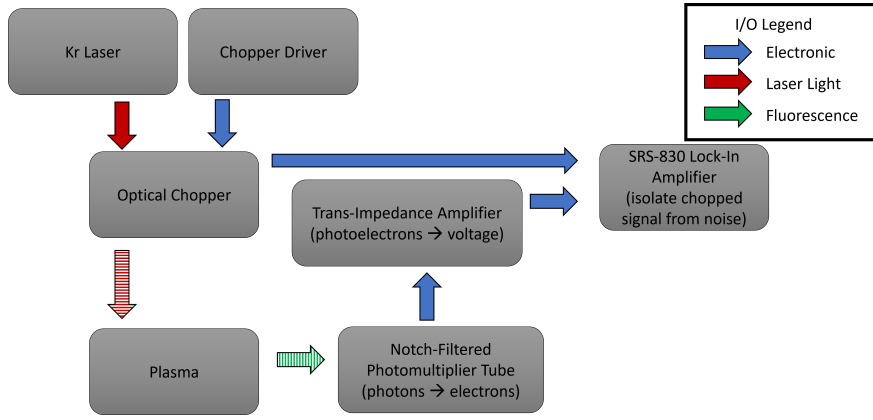 Kr Laser
Chopper Driver
I/O Legend
Electronic
Laser Light
Fluorescence
Optical Chopper
SRS-830 Lock-In
Amplifier
(isolate chopped
signal from noise)
Trans-Impedance Amplifier
(photoelectrons → voltage)
Plasma
Notch-Filtered
Photomultiplier Tube
(photons → electrons)